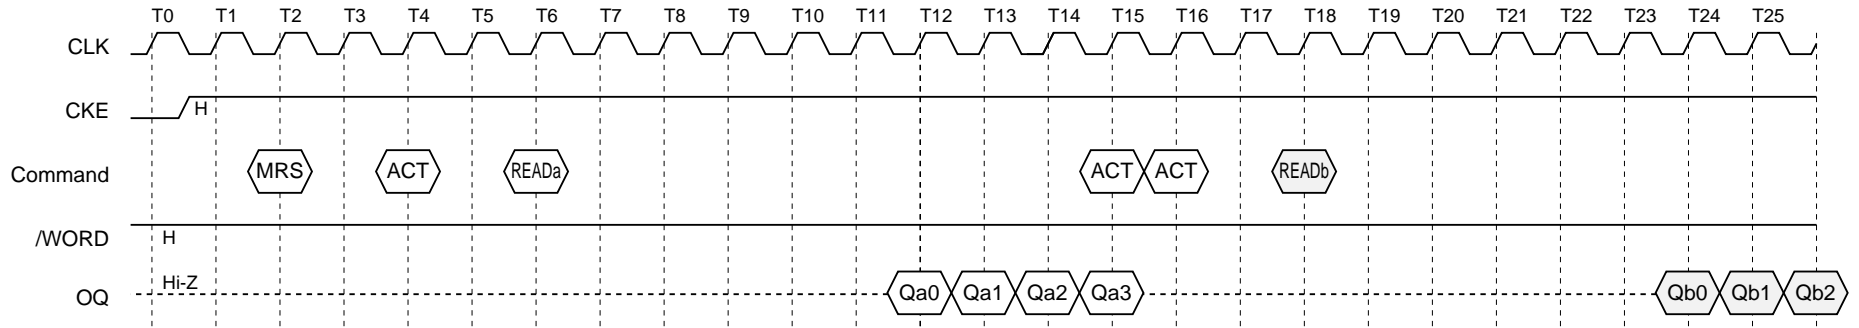 T0 T1 T2 T3 T4 T5 T6 T7 T8 T9 T10 T11 T12 T13 T14 T15 T16 T17 T18 T19 T20 T21 T22 T23 T24 T25
CLK
CKE H
Command MRS ACT READa ACT ACT READb
/WORD H
OQ Hi-Z Qa0 Qa1 Qa2 Qa3 Qb0 Qb1 Qb2